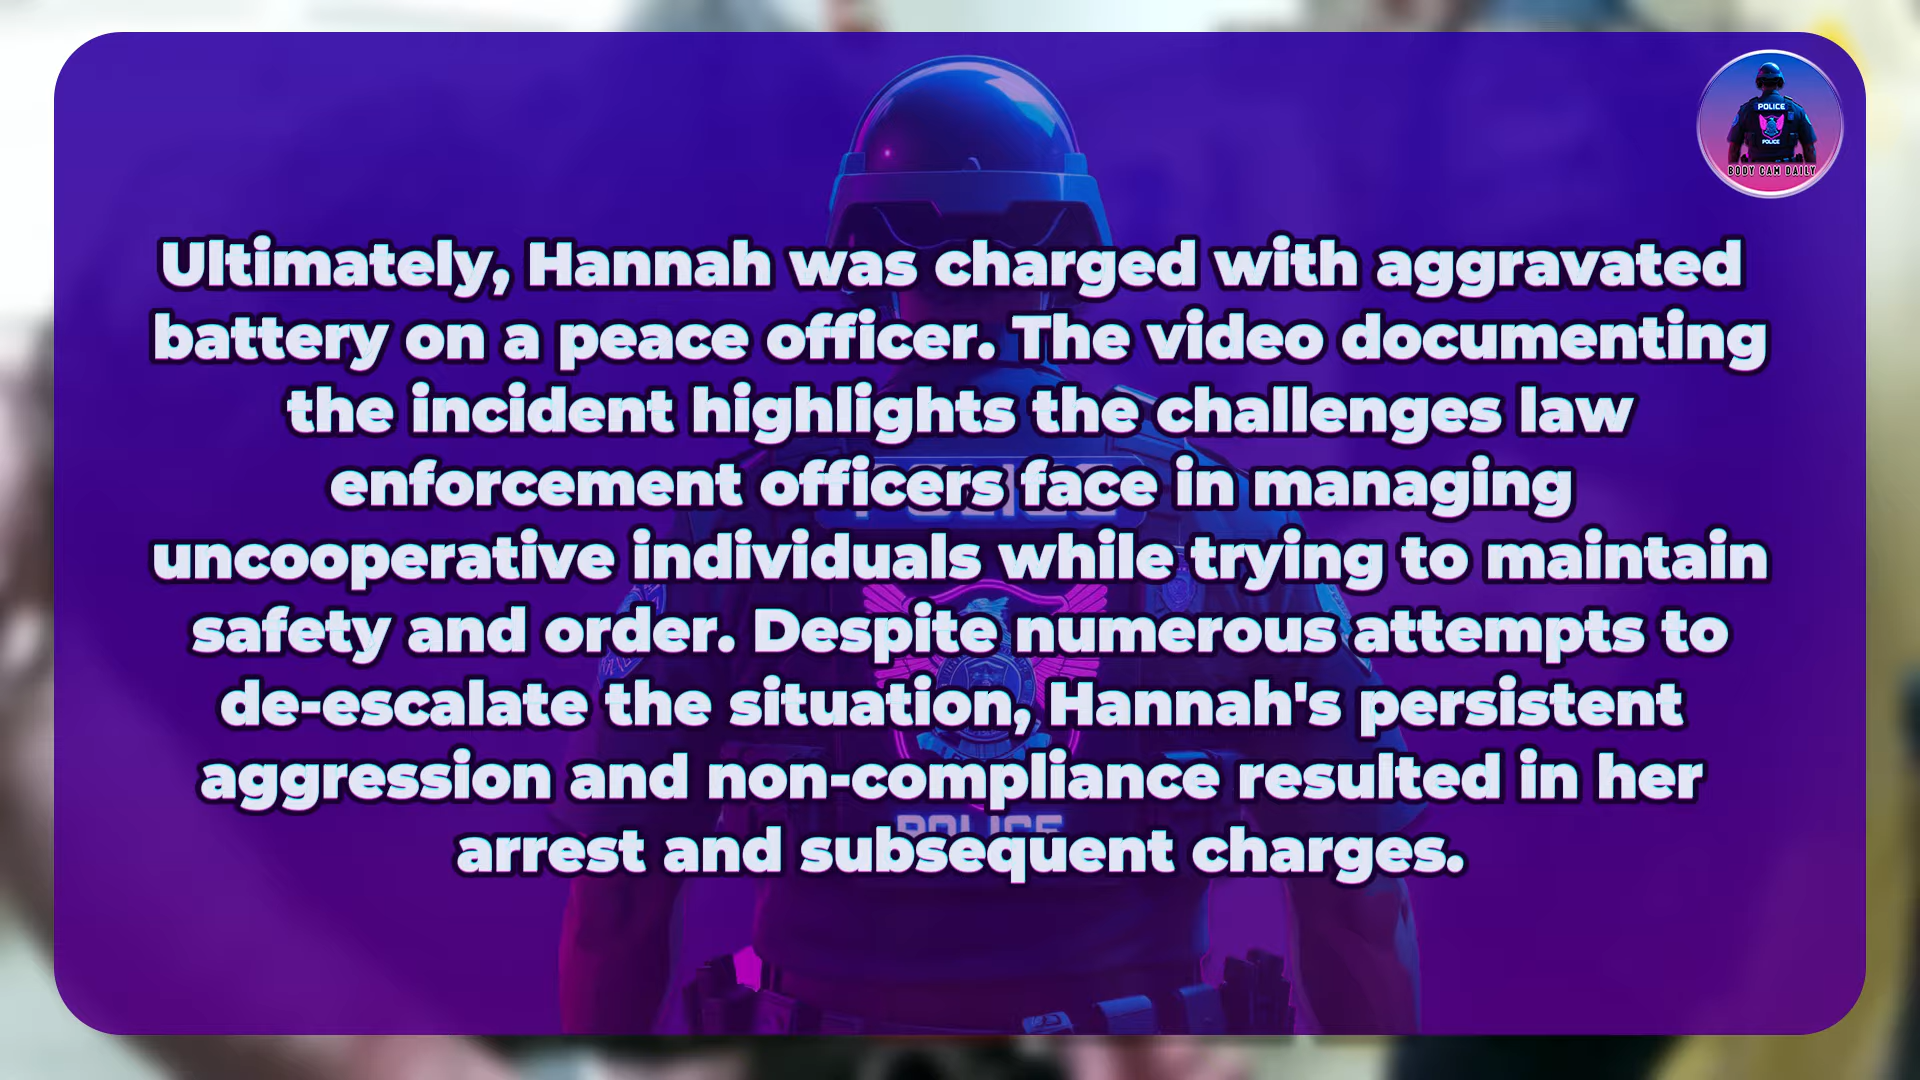 POLICE
POLICE
BODY CAM DAILY
Ultimately, Hannah was charged with aggravated
battery on a peace officer. The video documenting
the incident highlights the challenges law
enforcement officers face in managing
uncooperative individuals while trying to maintain
safety and order. Despite numerous attempts to
de-escalate the situation, Hannah's persistent
aggression and non-compliance resulted in her
arrest and subsequent charges.
POLICE
POLICE